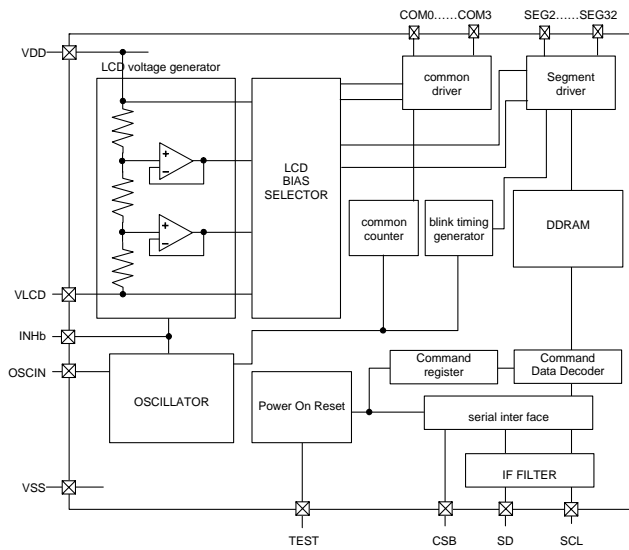 COM0......COM3
SEG2......SEG32
VDD
LCD voltage generator
common
driver
Segment
driver
+
−
LCD
BIAS
SELECTOR
common
counter
blink timing
generator
DDRAM
+
−
VLCD
INHb
OSCIN
OSCILLATOR
Command
register
Command
Data Decoder
Power On Reset
serial inter face
IF FILTER
VSS
TEST
CSB
SD
SCL